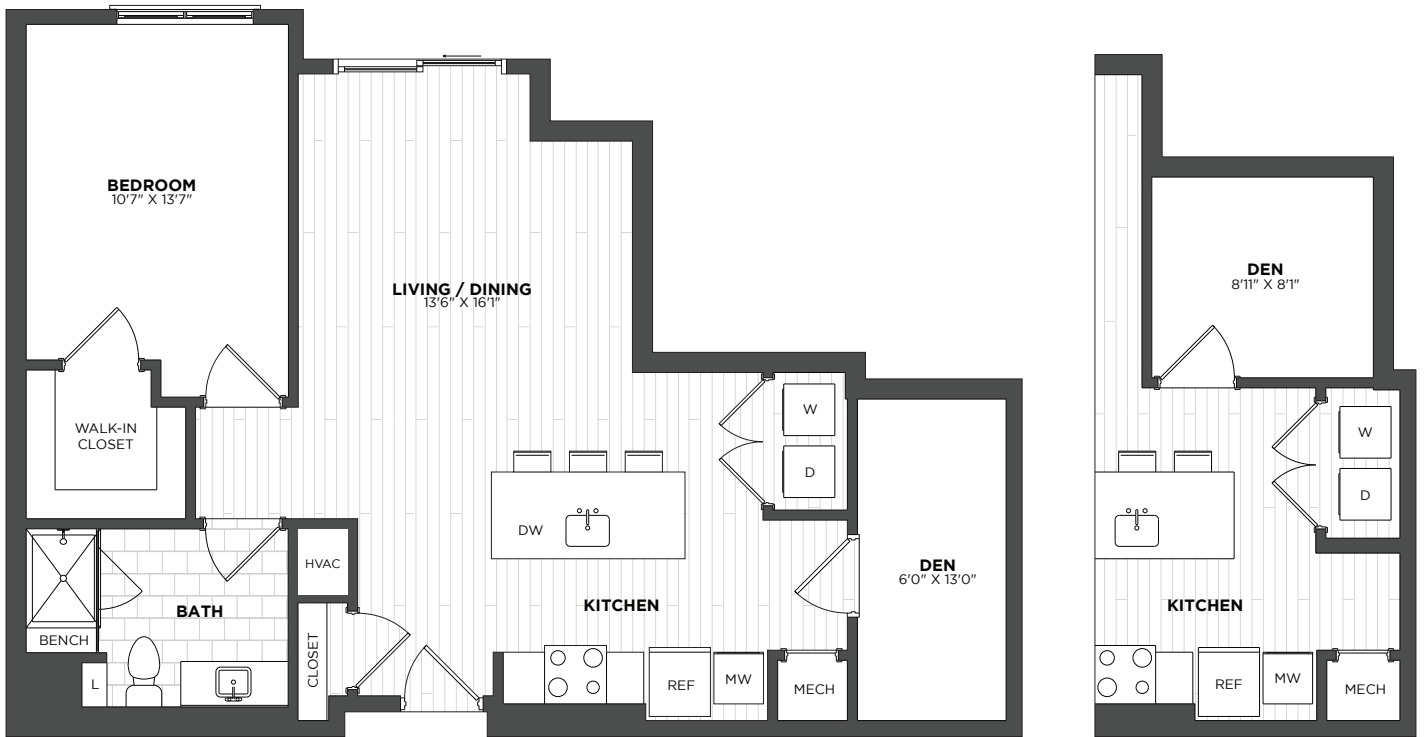 BEDROOM
10'7" X 13'7"
LIVING / DINING
13'6" X 16'1"
WALK-IN
CLOSET
W
D
DW
HVAC
DEN
6'0" X 13'0"
BATH
KITCHEN
BENCH
CLOSET
L
REF
MW
MECH
DEN
8'11" X 8'1"
W
D
KITCHEN
REF
MW
MECH